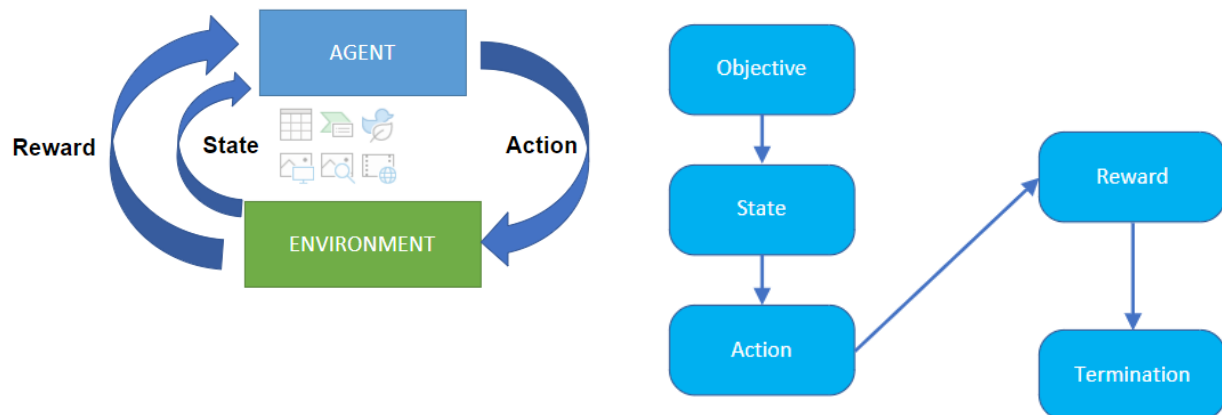 AGENT
Reward
State
Action
ENVIRONMENT
Objective
State
Action
Reward
Termination